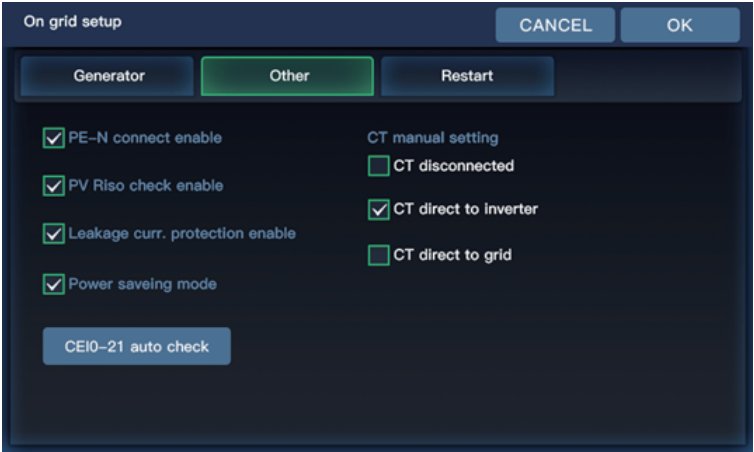 On grid setup
CANCEL
OK
Generator
Other
Restart
PE-N connect enable
PV Riso check enable
Leakage curr. protection enable
Power saveing mode
CEI0-21 auto check
CT manual setting
CT disconnected
CT direct to inverter
CT direct to grid